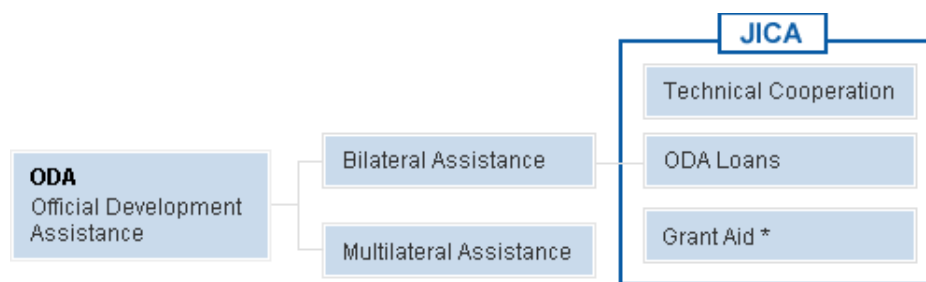 JICA
Technical Cooperation
ODA
Official Development
Assistance
Bilateral Assistance
ODA Loans
Multilateral Assistance
Grant Aid *